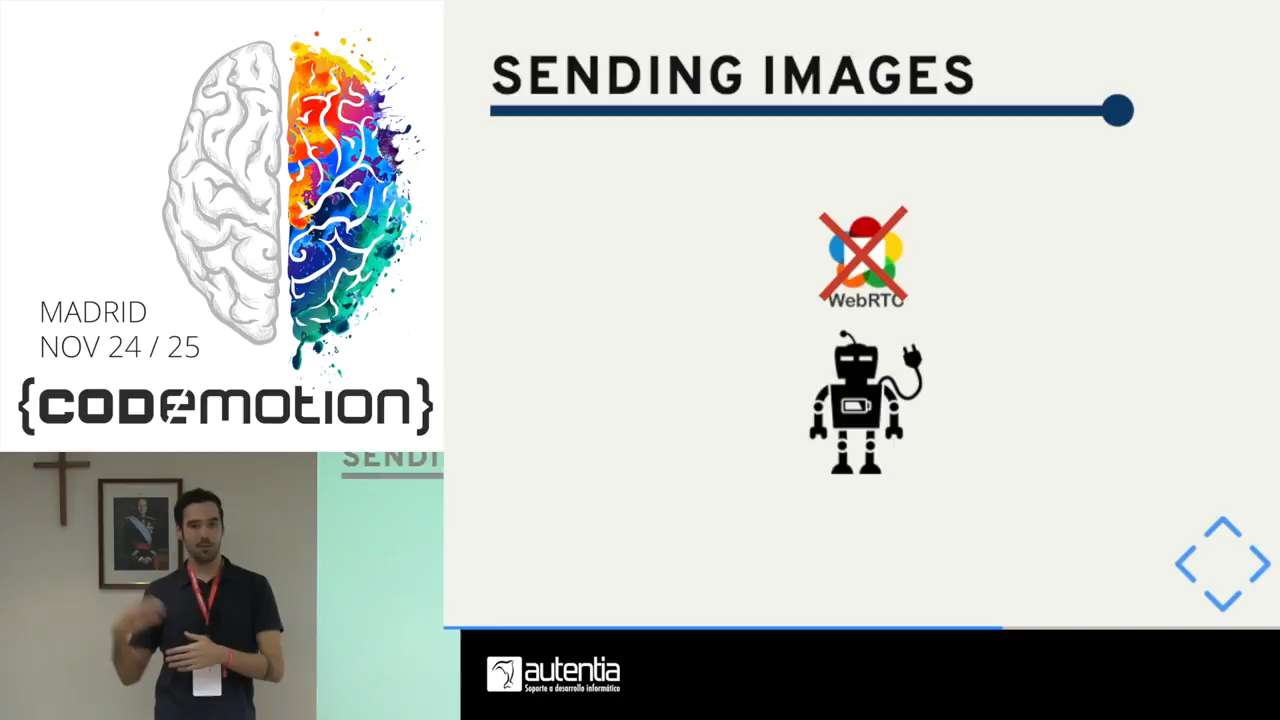 SENDING IMAGES
WebRTC
MADRID
NOV 24 / 25
{CODEMOTION}
SENDI
autentia
Soporte a desarrollo informático